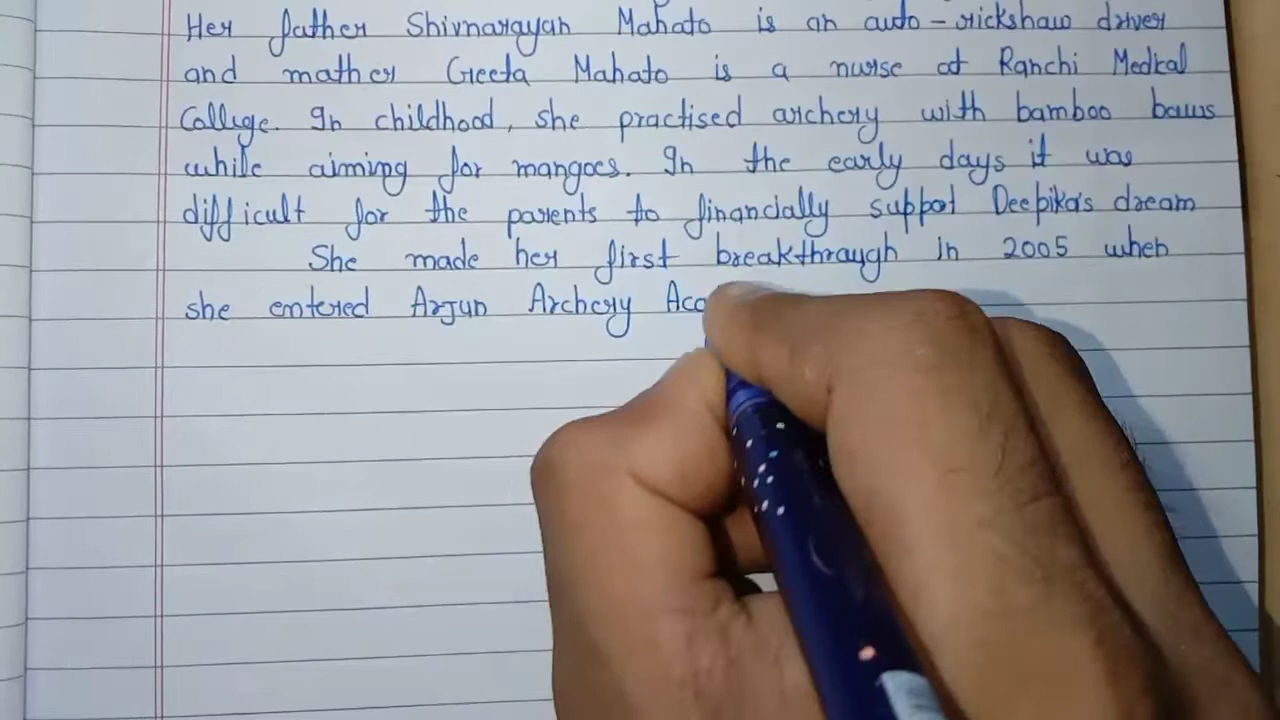 Her father Shivnarayan Mahato is an auto-rickshaw driver
and mather Geeta Mahato is a nurse at Ranchi Medical
College. In childhood, she practised archery with bamboo bows
while aiming for mangoes. In the early days it was
difficult for the parents to financially suppot Deepika's dream
She made her first breakthrough in 2005 when
she entered Arjun Archery Aca